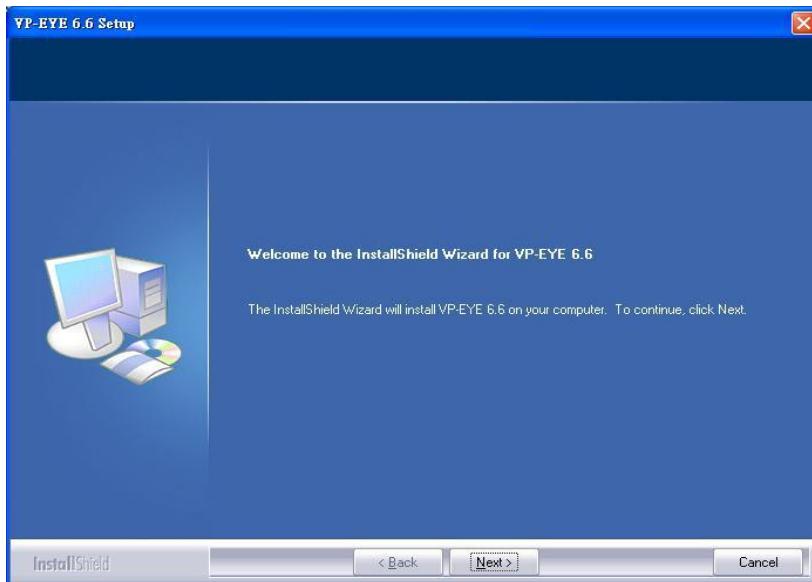 VP-EYE 6.6 Setup
Welcome to the InstallShield Wizard for VP-EYE 6.6
The InstallShield Wizard will install VP-EYE 6.6 on your computer. To continue, click Next.
InstallShield
< Back
Next >
Cancel